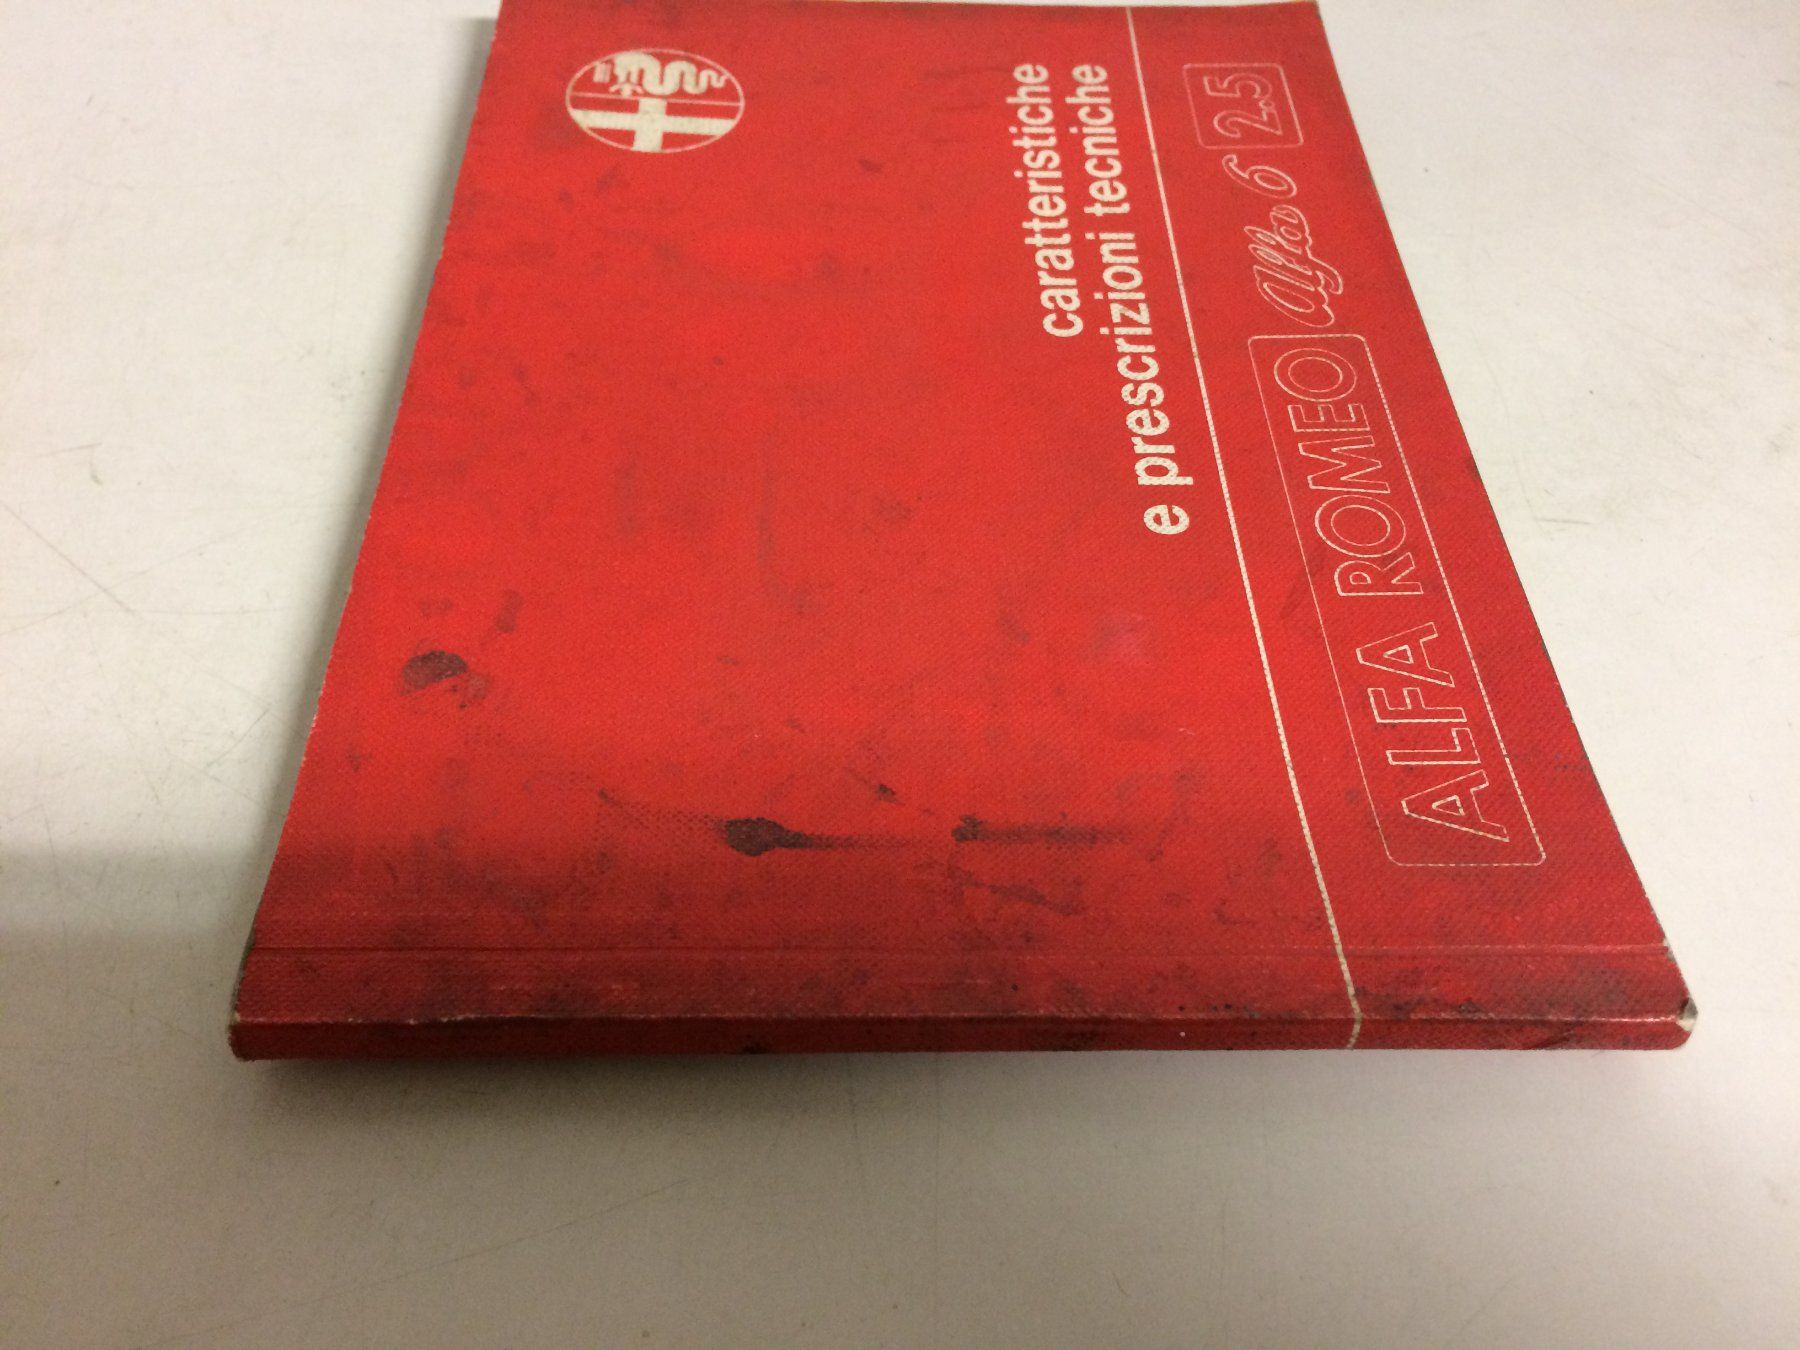 caratteristiche
e prescrizioni tecniche
ALFA ROMEO alfa 6 2.5